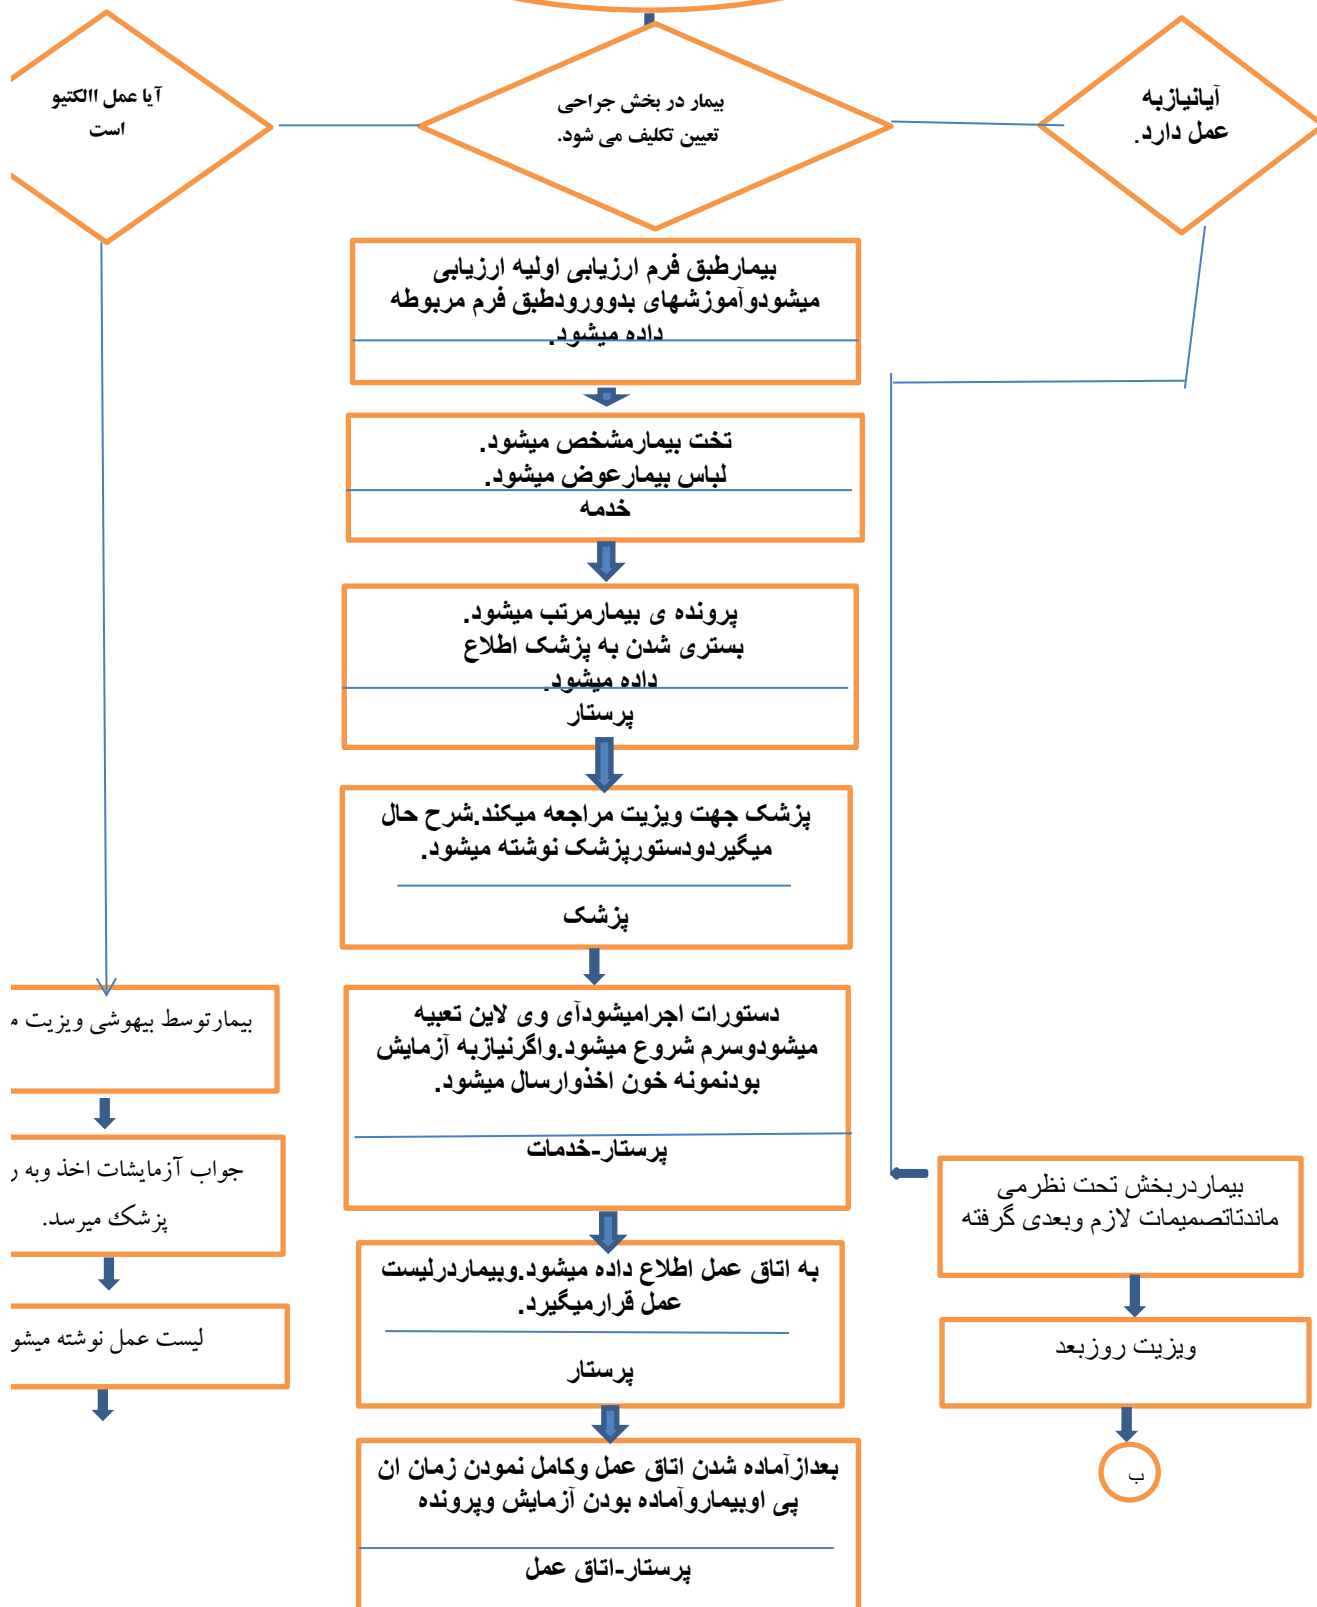 آیانیازبه
عمل دارد.
بیمار در بخش جراحی
تعیین تکلیف می شود.
آیا عمل االکتیو
است
بیمارطبق فرم ارزیابی اولیه ارزیابی
میشودوآموزشهای بدوورودطبق فرم مربوطه
داده میشود.
تخت بیمارمشخص میشود.
لباس بیمارعوض میشود.
خدمه
پرونده ی بیمارمرتب میشود.
بستری شدن به پزشک اطلاع
داده میشود.
پرستار
پزشک جهت ویزیت مراجعه میکند.شرح حال
میگیردودستورپزشک نوشته میشود.
پزشک
دستورات اجرامیشودآی وی لاین تعبیه
میشودوسرم شروع میشود.واگرنیازبه آزمایش
بودنمونه خون اخذوارسال میشود.
پرستار-خدمات
به اتاق عمل اطلاع داده میشود.وبیماردرلیست
عمل قرارمیگیرد.
پرستار
بعدازآماده شدن اتاق عمل وکامل نمودن زمان ان
پی اوبیماروآماده بودن آزمایش وپرونده
پرستار-اتاق عمل
بیماردربخش تحت نظرمی
ماندتاتصمیمات لازم وبعدی گرفته
ویزیت روزبعد
ب
بیمارتوسط بیهوشی ویزیت
جواب آزمایشات اخذ وبه
پزشک میرسد.
لیست عمل نوشته